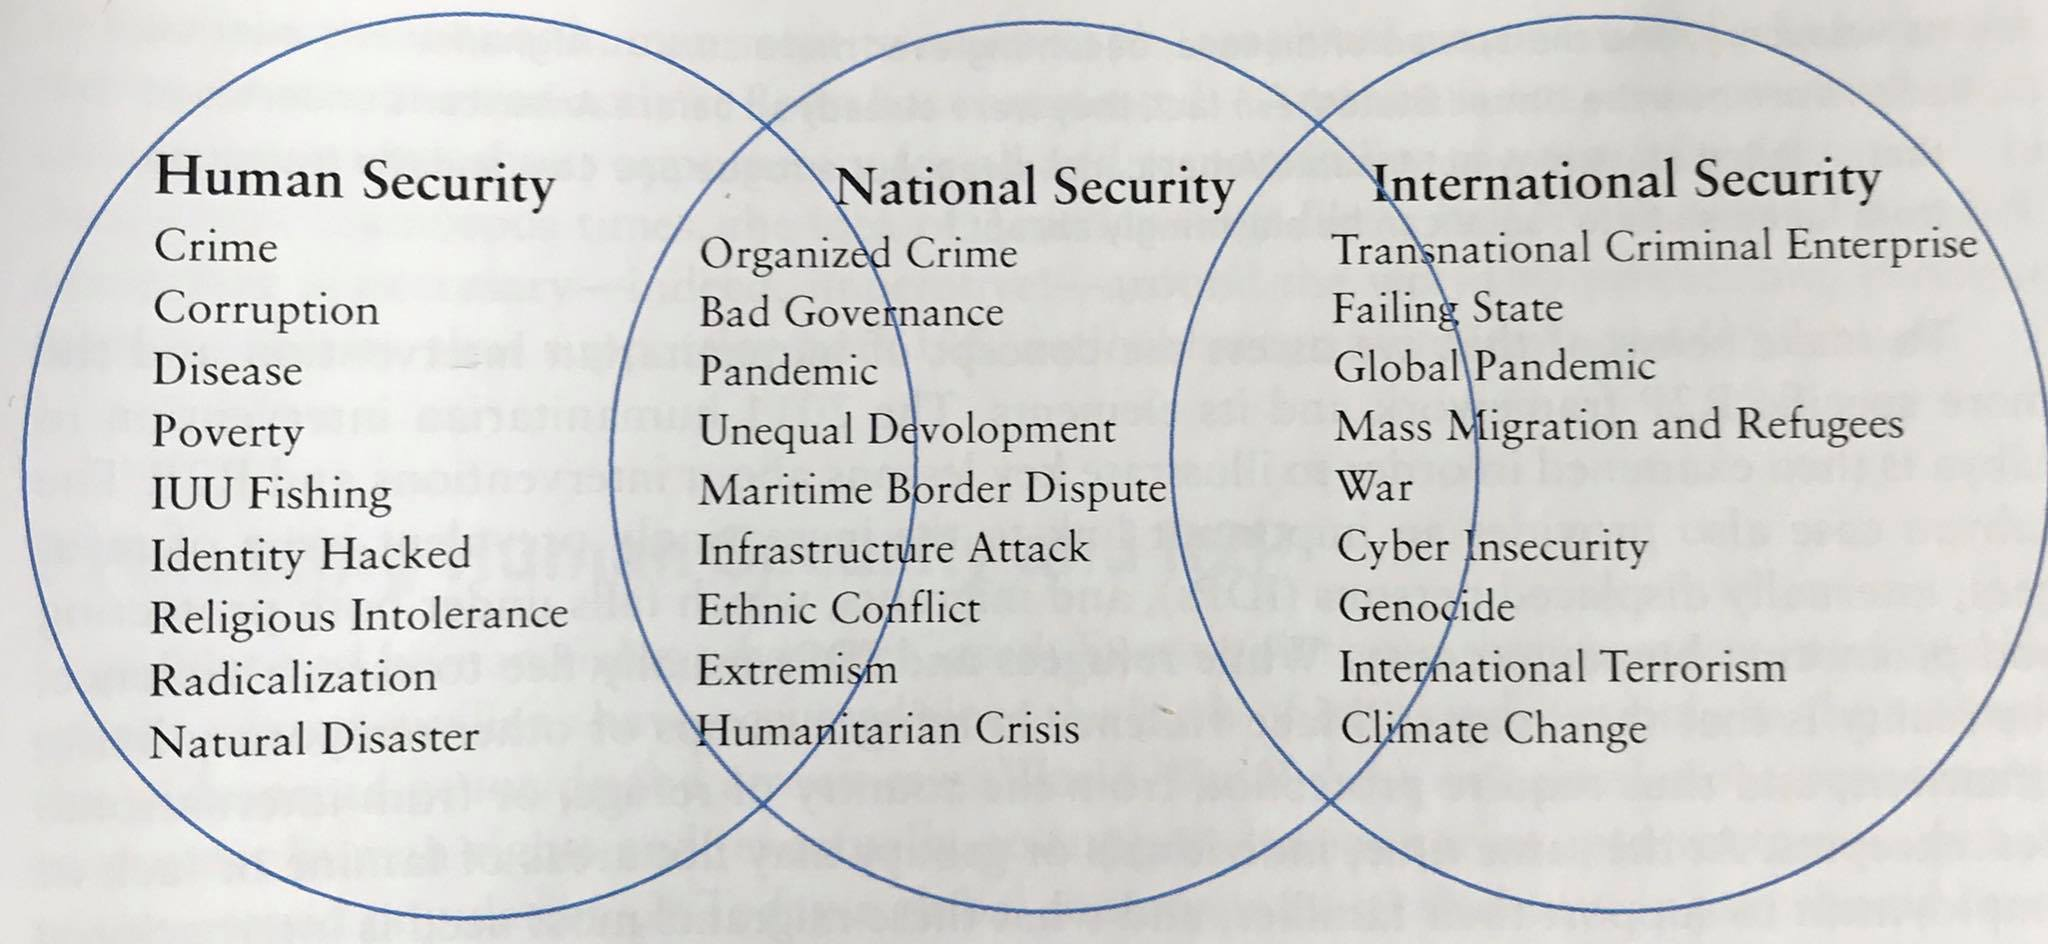 Human Security
Crime
Corruption
Disease
Poverty
IUU Fishing
Identity Hacked
Religious Intolerance
Radicalization
Natural Disaster
National Security
Organized Crime
Bad Governance
Pandemic
Unequal Devolopment
Maritime Border Dispute
Infrastructure Attack
Ethnic Conflict
Extremism
Humanitarian Crisis
International Security
Transnational Criminal Enterprise
Failing State
Global Pandemic
Mass Migration and Refugees
War
Cyber Insecurity
Genocide
International Terrorism
Climate Change